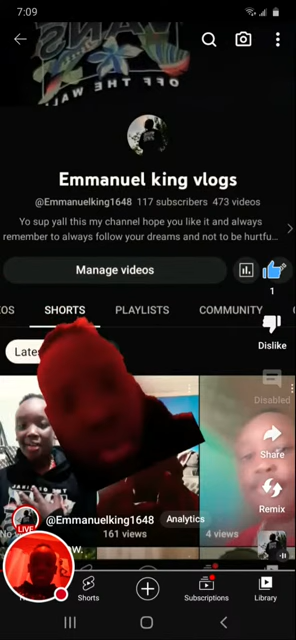 7:09
VANS
OFF THE WALL
Emmanuel king vlogs
@Emmanuelking1648 117 subscribers 473 videos
Yo sup yall this my channel hope you like it and always
remember to always follow your dreams and not to be hurtfu...
Manage videos
1
SHORTS PLAYLISTS COMMUNITY
Dislike
Disabled
Share
Remix
@Emmanuelking1648 Analytics
LIVE
161 views 4 views
Shorts Subscriptions Library